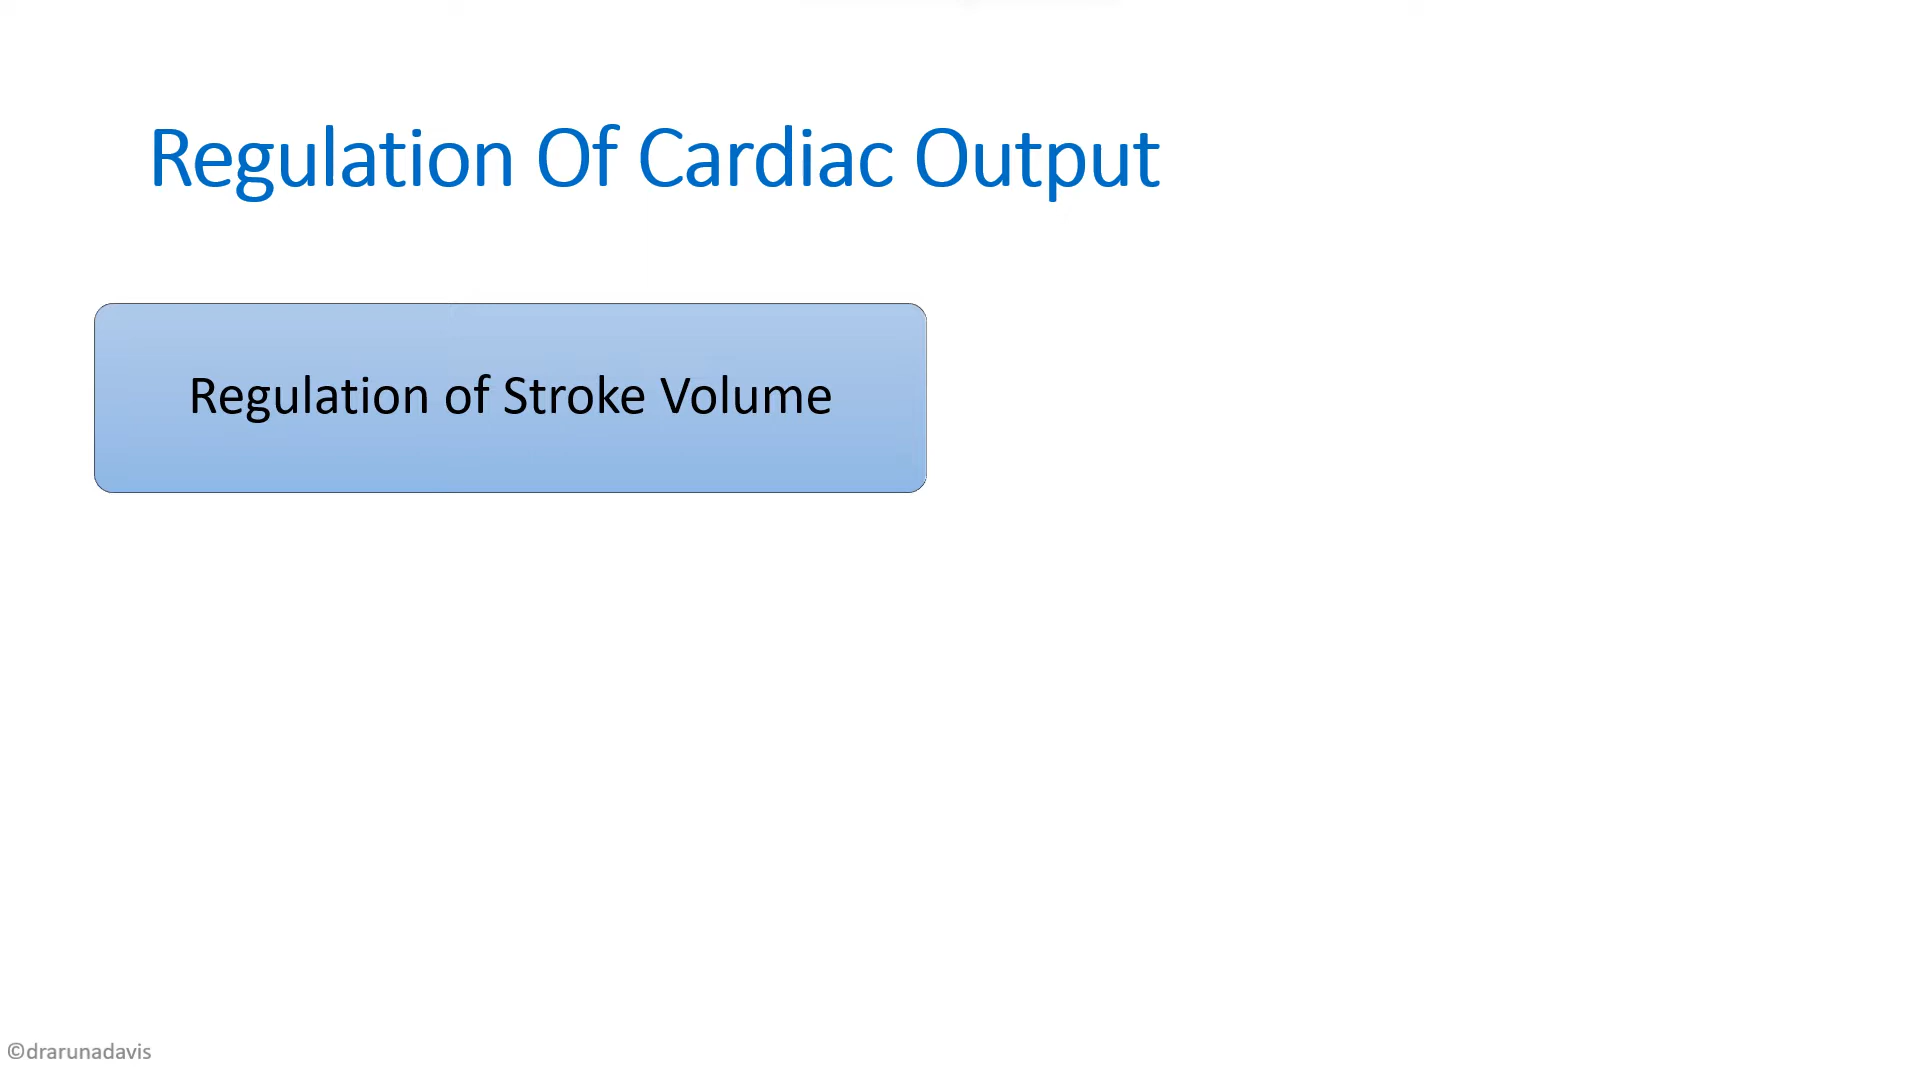 Regulation Of Cardiac Output
Regulation of Stroke Volume
©drarunadavis